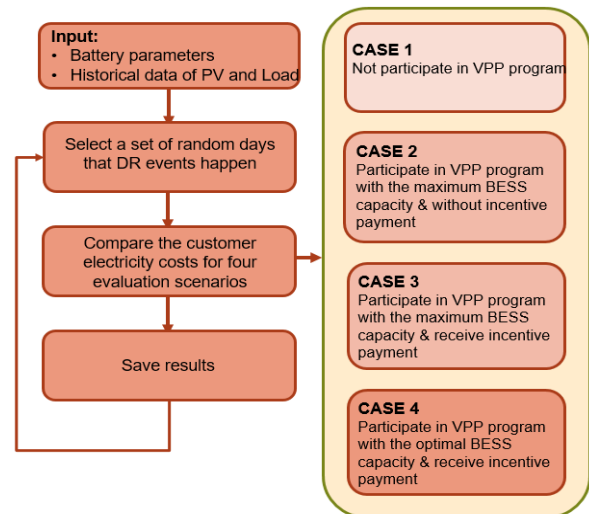 Input:
• Battery parameters
• Historical data of PV and Load
Select a set of random days
that DR events happen
Compare the customer
electricity costs for four
evaluation scenarios
Save results
CASE 1
Not participate in VPP program
CASE 2
Participate in VPP program
with the maximum BESS
capacity & without incentive
payment
CASE 3
Participate in VPP program
with the maximum BESS
capacity & receive incentive
payment
CASE 4
Participate in VPP program
with the optimal BESS
capacity & receive incentive
payment